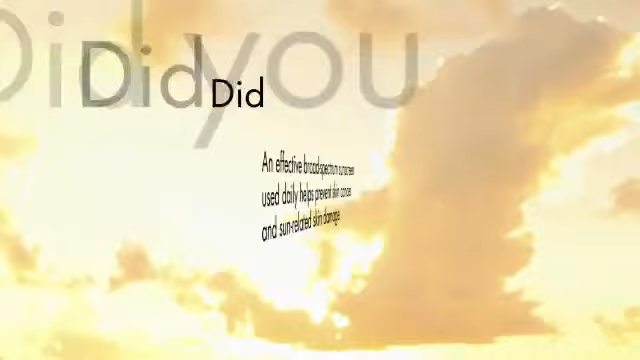 Did you
Did
Did
An effective broad-spectrum sunscreen
used daily helps prevent skin cancer
and sun-related skin damage